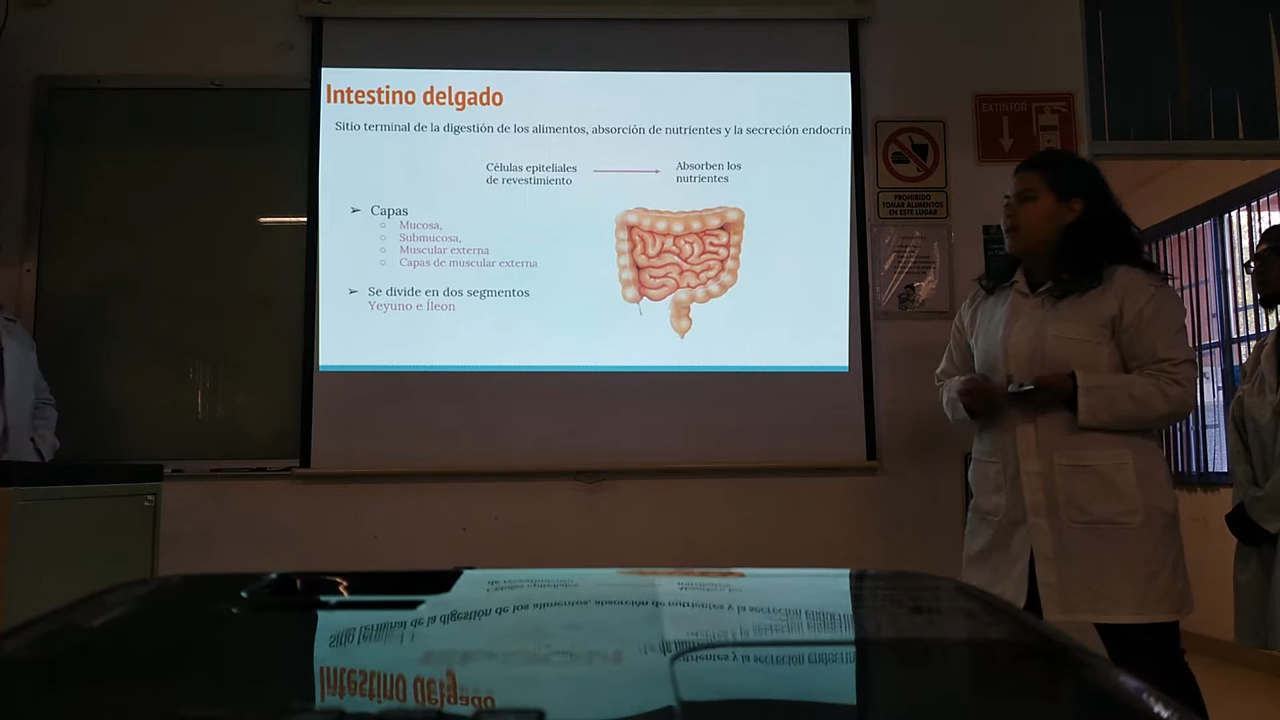 Intestino delgado
Sitio terminal de la digestión de los alimentos, absorción de nutrientes y la secreción endocrin
Células epiteliales
de revestimiento
Absorben los
nutrientes
➢ Capas
○ Mucosa,
○ Submucosa,
○ Muscular externa
○ Capas de muscular externa
➢ Se divide en dos segmentos
Yeyuno e Íleon
EXTINTOR
PROHIBIDO
TOMAR ALIMENTOS
EN ESTE LUGAR